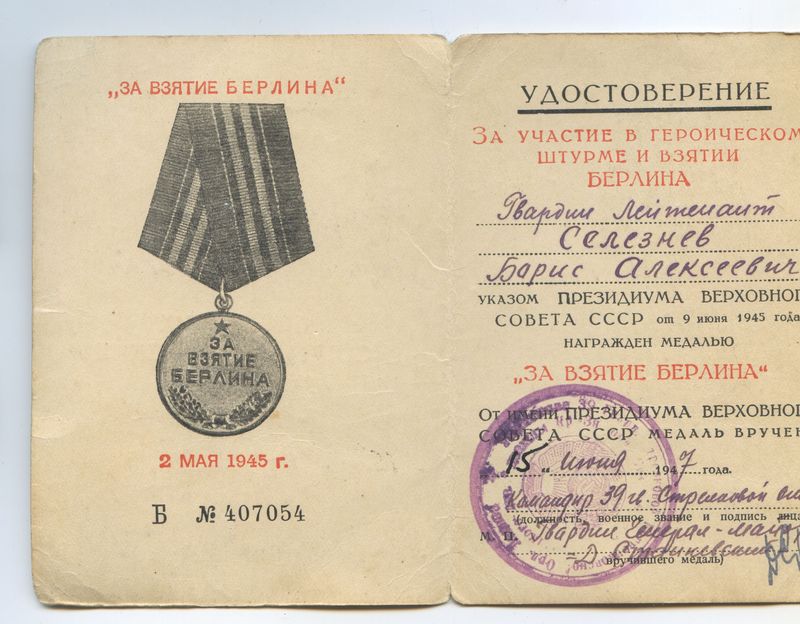 „ЗА ВЗЯТИЕ БЕРЛИНА“
ЗА
ВЗЯТИЕ
БЕРЛИНА
2 МАЯ 1945 г.
Б № 407054
УДОСТОВЕРЕНИЕ
ЗА УЧАСТИЕ В ГЕРОИЧЕСКОМ
ШТУРМЕ И ВЗЯТИИ
БЕРЛИНА
Гвардии Лейтенант
Селезнев
Борис Алексеевич
УКАЗОМ ПРЕЗИДИУМА ВЕРХОВНОГ
СОВЕТА СССР от 9 июня 1945 года
НАГРАЖДЕН МЕДАЛЬЮ
„ЗА ВЗЯТИЕ БЕРЛИНА“
От имени ПРЕЗИДИУМА ВЕРХОВНОГ
СОВЕТА СССР МЕДАЛЬ ВРУЧЕН
15 „ июня 1947 года.
Командир 39 гв. Стрелковой
(должность, военное звание и подпись лица
М. П. Гвардии Генерал-май
вручившего медаль)